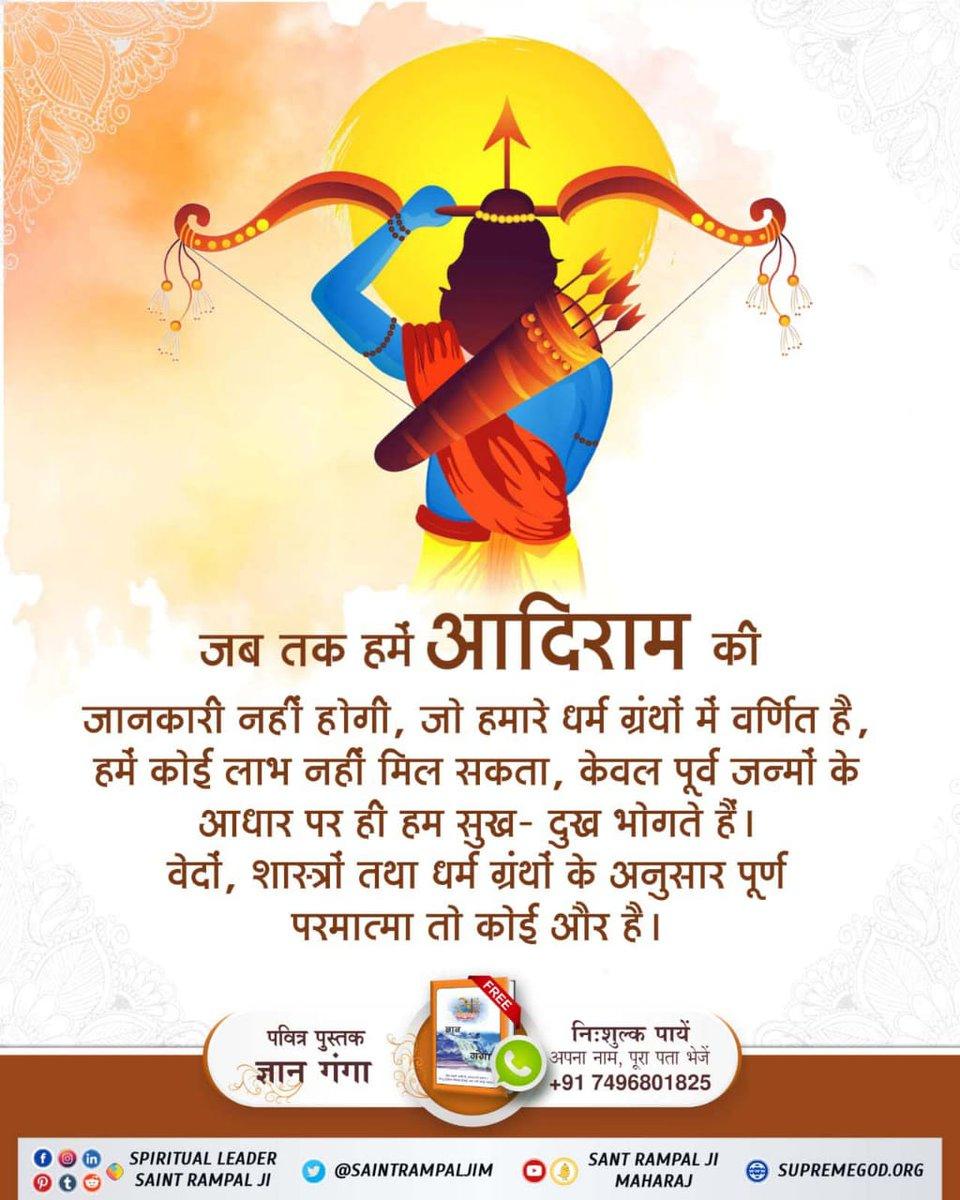 जब तक हमें आदिराम की
जानकारी नहीं होगी, जो हमारे धर्म ग्रंथों में वर्णित है,
हमें कोई लाभ नहीं मिल सकता, केवल पूर्व जन्मों के
आधार पर ही हम सुख- दुख भोगते हैं।
वेदों, शास्त्रों तथा धर्म ग्रंथों के अनुसार पूर्ण
परमात्मा तो कोई और है।
पवित्र पुस्तक
ज्ञान गंगा
FREE
ज्ञान
गंगा
निःशुल्क पायें
अपना नाम, पूरा पता भेजें
+91 7496801825
SPIRITUAL LEADER
SAINT RAMPAL JI
@SAINTRAMPALJIM
SANT RAMPAL JI
MAHARAJ
SUPREMEGOD.ORG